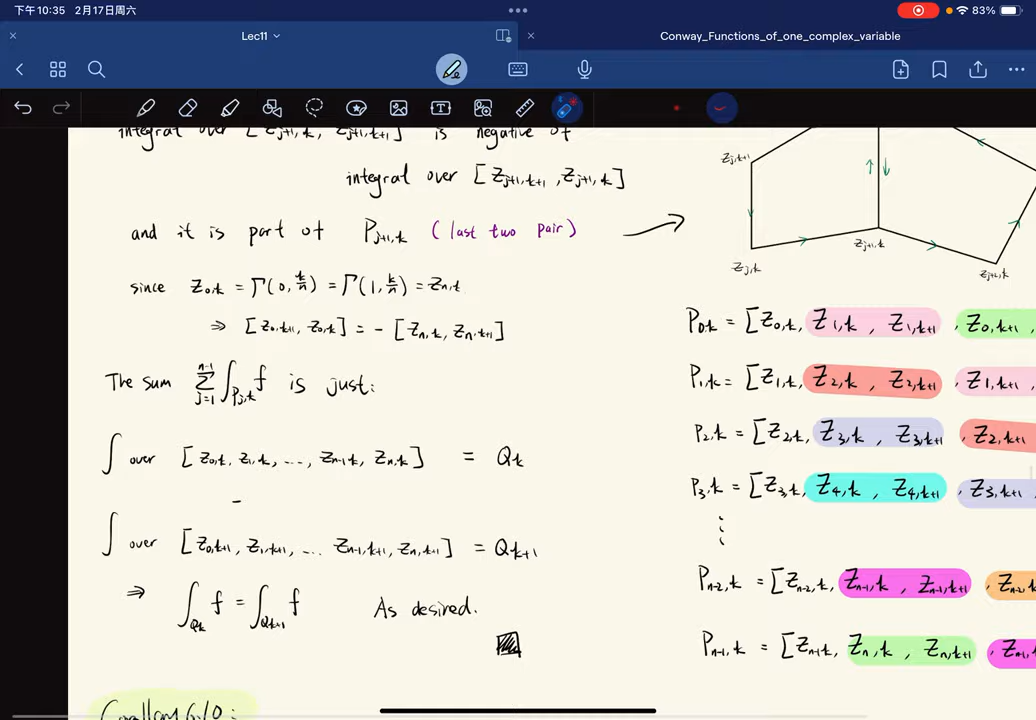 下午10:35 2月17日周六
83%
Lec11
Conway_Functions_of_one_complex_variable
integral over [Z_{j+1,k}, Z_{j+1,k+1}] is negative of
integral over [Z_{j+1,k+1}, Z_{j+1,k}]
and it is part of P_{j+1,k} (last two pair)
since Z_{0,k} = Γ(0, k/n) = Γ(1, k/n) = Z_{n,k}
⇒ [Z_{0,k+1}, Z_{0,k}] = - [Z_{n,k}, Z_{n,k+1}]
The sum ∑_{j=1}^{n-1} ∫_{P_{j,k}} f is just:
∫ over [Z_{0,k}, Z_{1,k}, ..., Z_{n-1,k}, Z_{n,k}] = Q_k
-
∫ over [Z_{0,k+1}, Z_{1,k+1}, ... Z_{n-1,k+1}, Z_{n,k+1}] = Q_{k+1}
⇒ ∫_{Q_k} f = ∫_{Q_{k+1}} f As desired.
Corollary 6.10:
Z_{j,k+1}
Z_{j,k}
Z_{j+1,k}
Z_{j+2,k}
P_{0,k} = [Z_{0,k}, Z_{1,k}, Z_{1,k+1}, Z_{0,k+1},
P_{1,k} = [Z_{1,k}, Z_{2,k}, Z_{2,k+1}, Z_{1,k+1},
P_{2,k} = [Z_{2,k}, Z_{3,k}, Z_{3,k+1}, Z_{2,k+1}
P_{3,k} = [Z_{3,k}, Z_{4,k}, Z_{4,k+1}, Z_{3,k+1}
⋮
P_{n-2,k} = [Z_{n-2,k}, Z_{n-1,k}, Z_{n-1,k+1}, Z_{n-2,k
P_{n-1,k} = [Z_{n-1,k}, Z_{n,k}, Z_{n,k+1}, Z_{n-1,